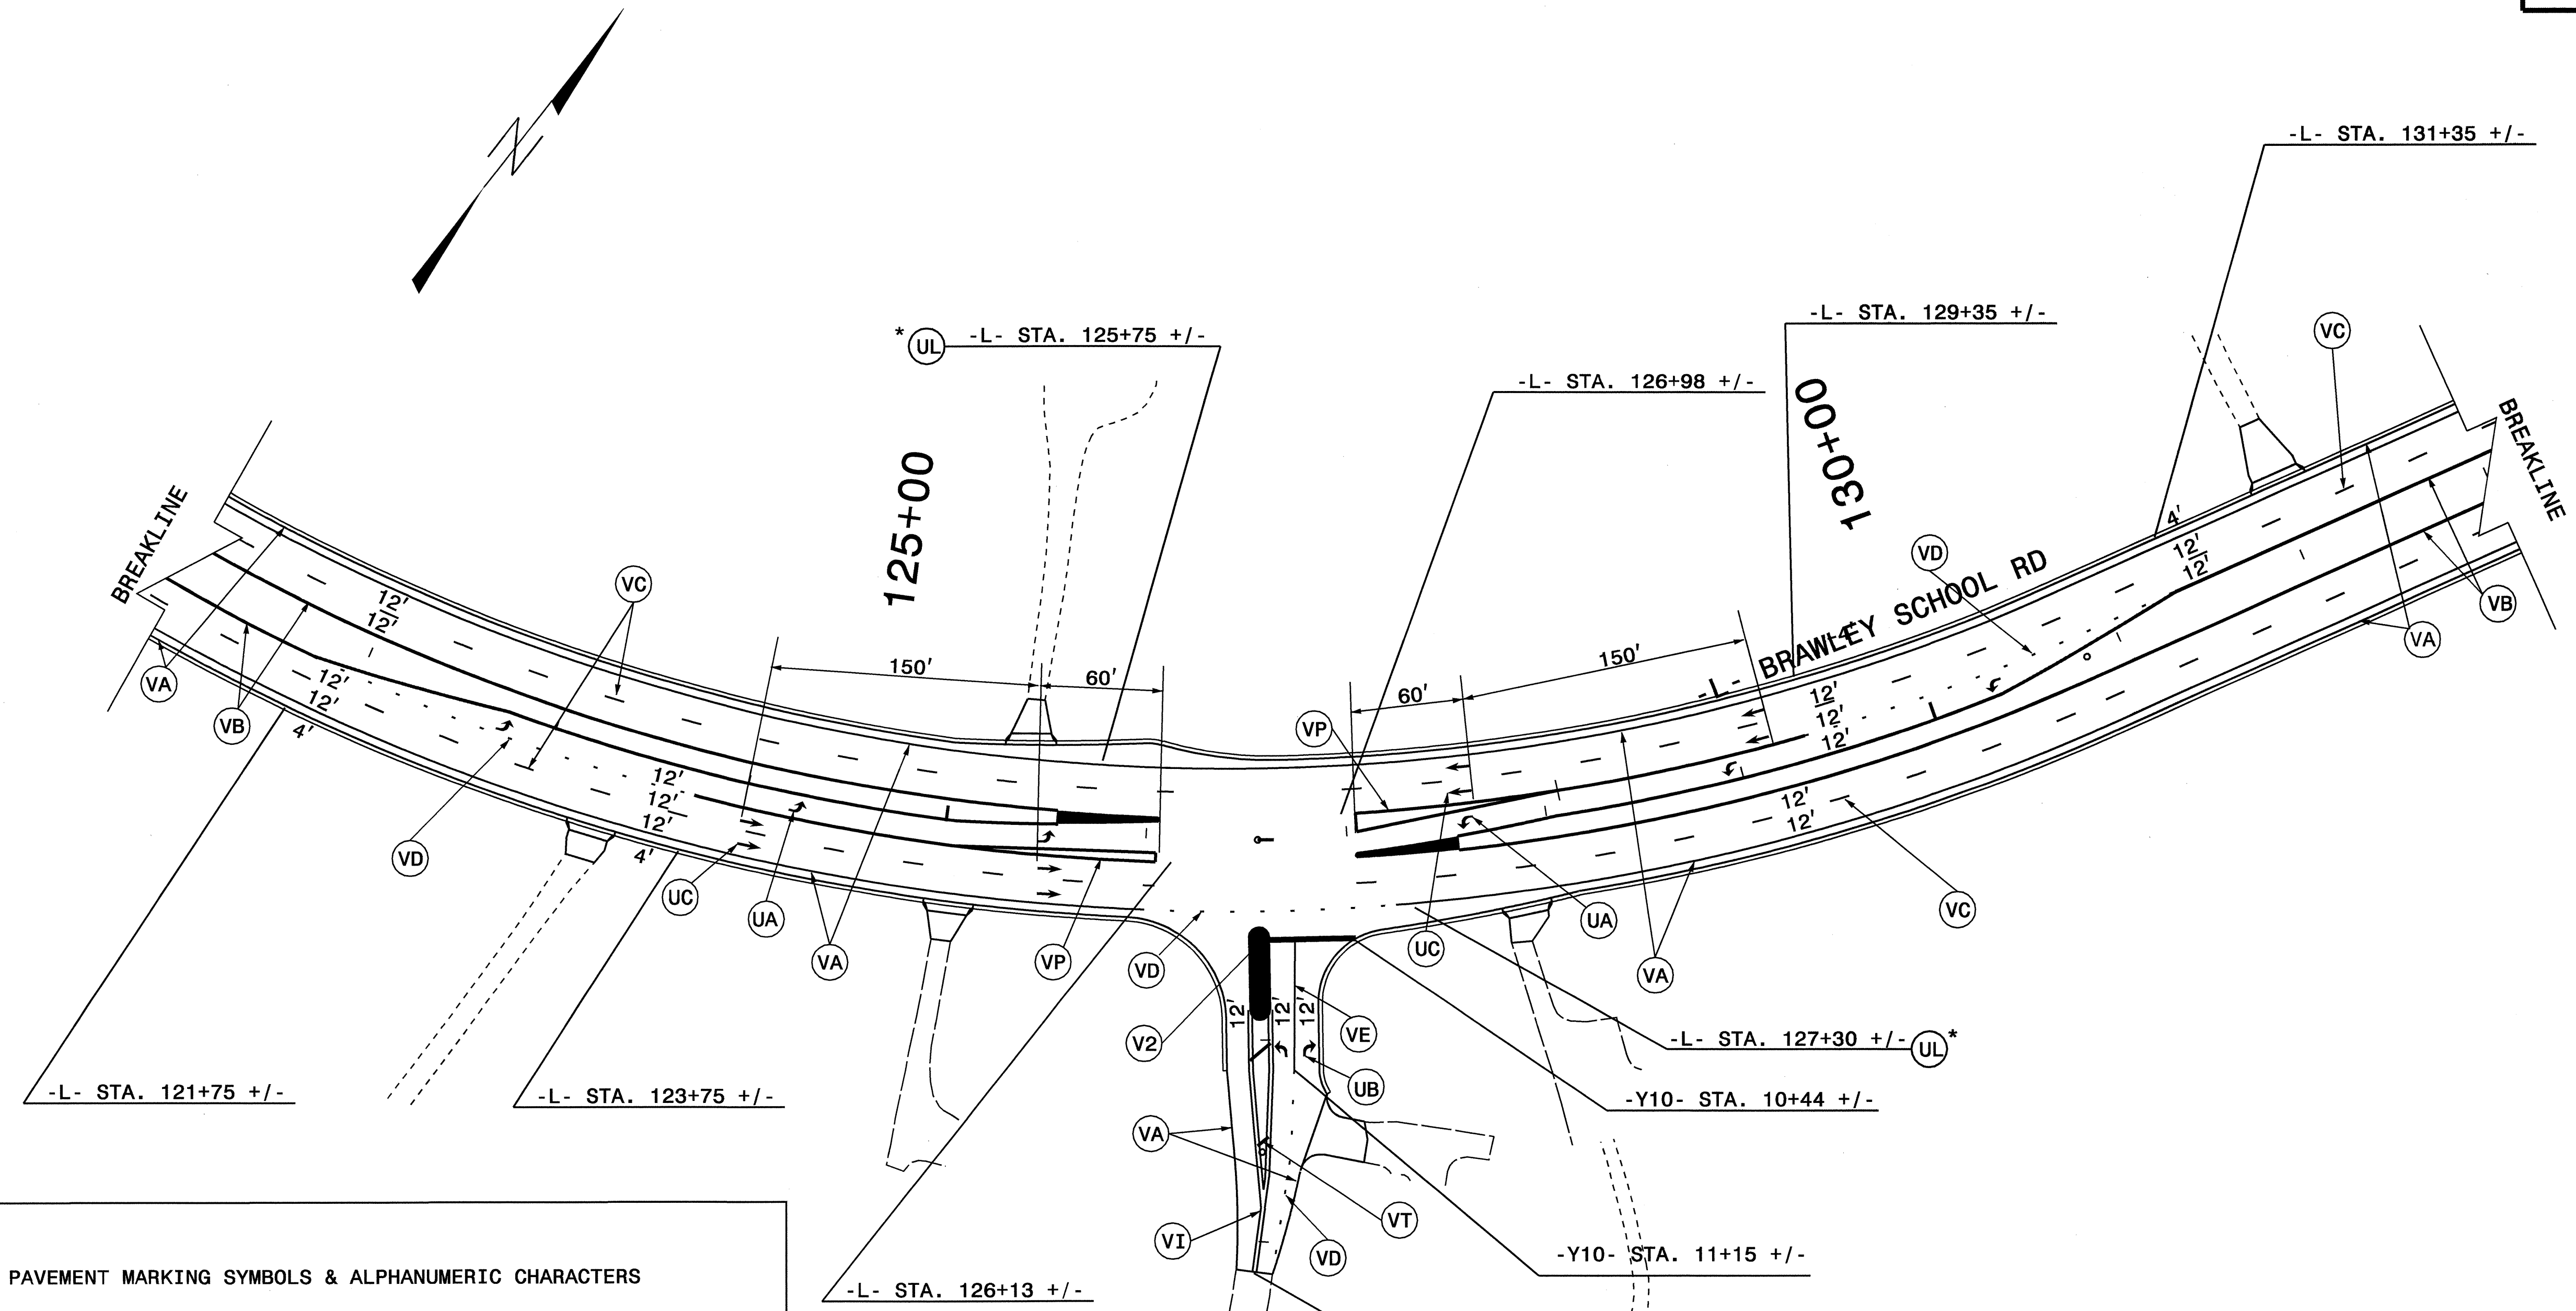 -L- STA. 131+35 +/-
-L- STA. 129+35 +/-
* UL -L- STA. 125+75 +/-
-L- STA. 126+98 +/-
VC
125+00
130+00
BREAKLINE
BREAKLINE
4'
12'
12'
VD
VC
12'
12'
-L- BRAWLEY SCHOOL RD
4'
VB
VA
150'
60'
60'
150'
VA
VB
12'
12'
4'
12'
12'
12'
VP
12'
12'
12'
12'
12'
4'
VD
UC
UA
VA
VP
VD
UC
UA
VA
VC
12'
12'
12'
V2
VE
-L- STA. 127+30 +/- UL *
UB
-L- STA. 121+75 +/-
-L- STA. 123+75 +/-
-Y10- STA. 10+44 +/-
VA
VT
VI
VD
-Y10- STA. 11+15 +/-
PAVEMENT MARKING SYMBOLS & ALPHANUMERIC CHARACTERS
-L- STA. 126+13 +/-